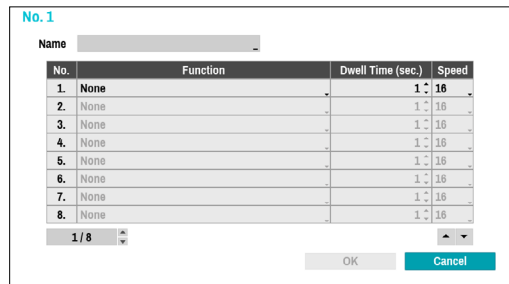 No. 1
Name
No. Function Dwell Time (sec.) Speed
1. None 1 16
2. None 1 16
3. None 1 16
4. None 1 16
5. None 1 16
6. None 1 16
7. None 1 16
8. None 1 16
1 / 8
OK Cancel